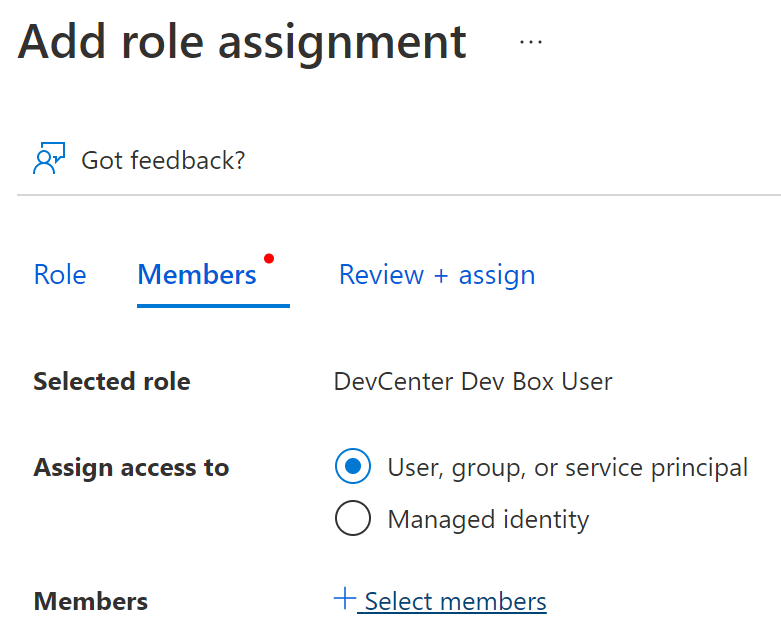 Add role assignment ...
Got feedback?
Role Members Review + assign
Selected role DevCenter Dev Box User
Assign access to User, group, or service principal
Managed identity
Members + Select members